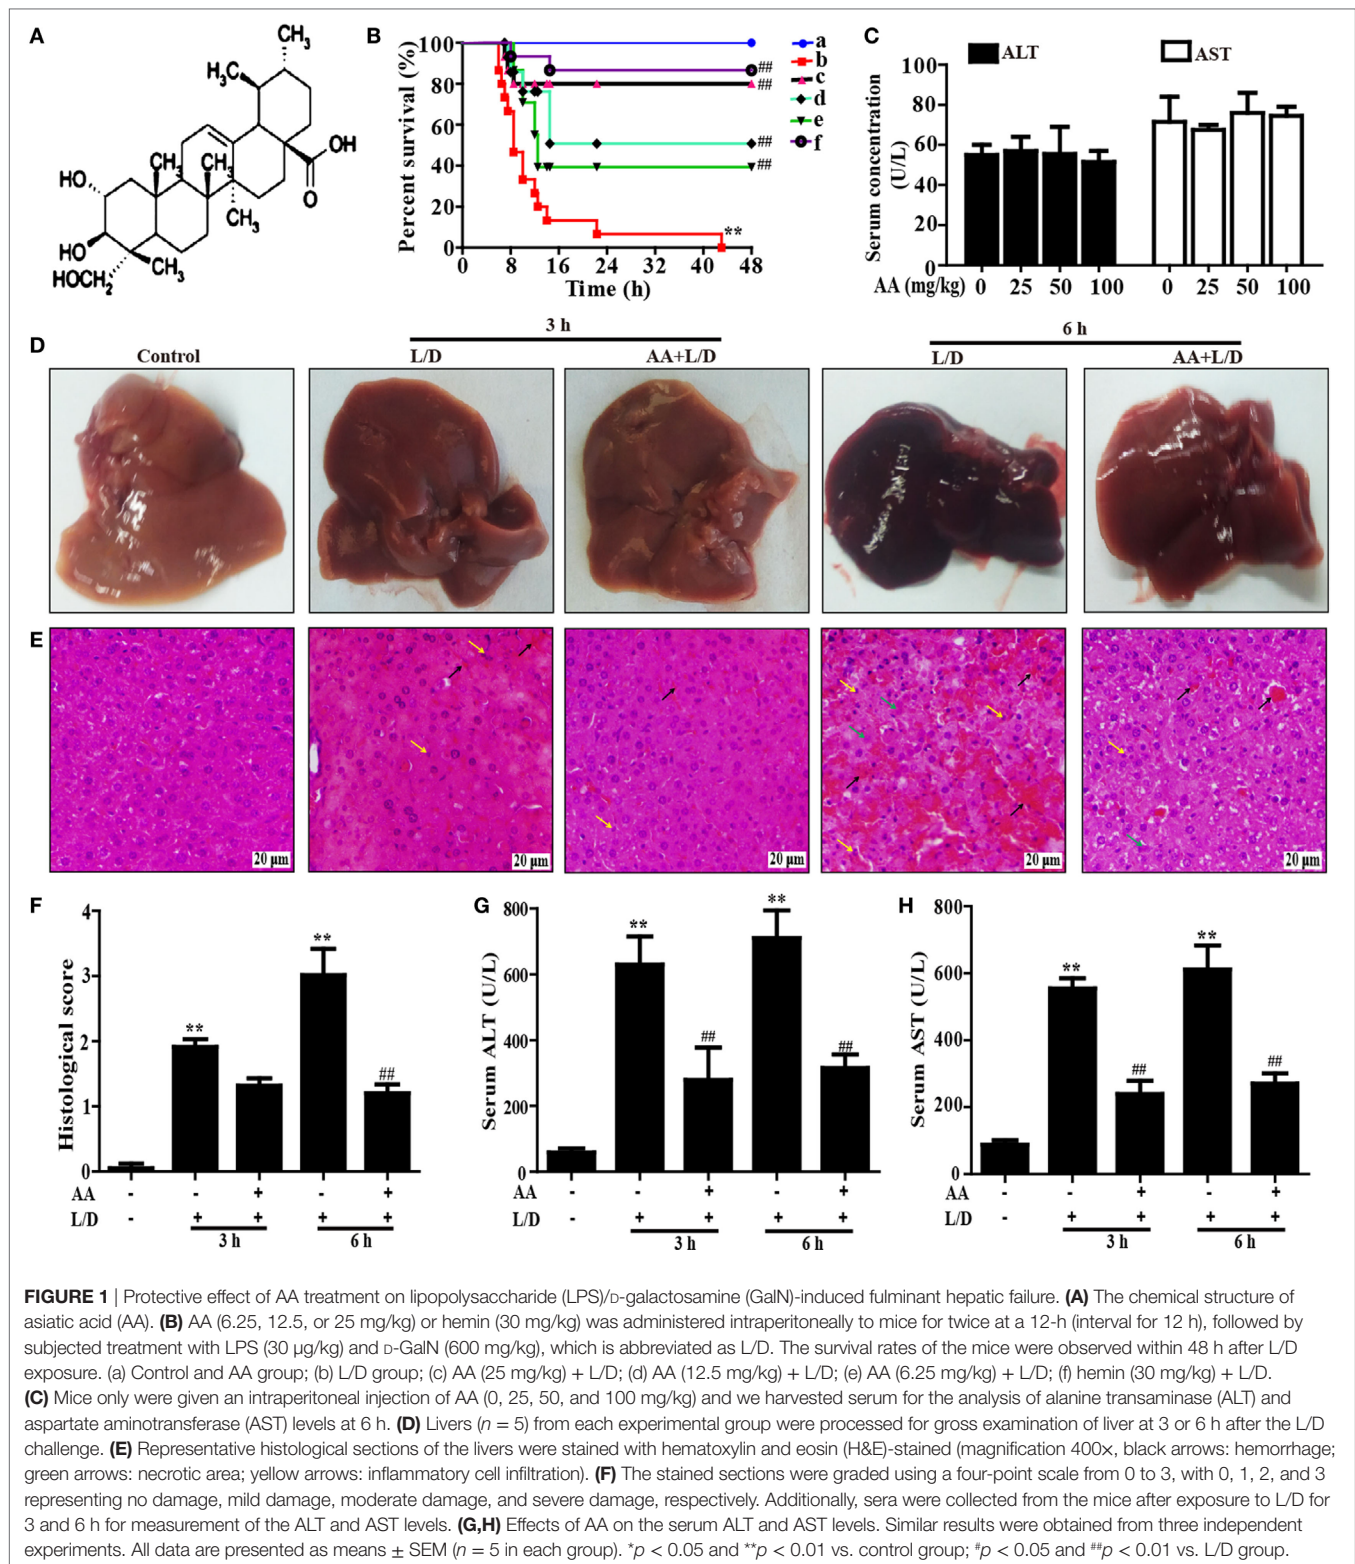 A
CH3
H3C
CH3
OH
O
HO
CH3
CH3
CH3
HO
HOCH2
CH3
B
Percent survival (%)
100
80
60
40
20
0
0 8 16 24 32 40 48
Time (h)
##
##
##
##
**
a
b
c
d
e
f
C
ALT
AST
Serum concentration
(U/L)
100
80
60
40
20
0
AA (mg/kg) 0 25 50 100 0 25 50 100
3 h
6 h
D
Control
L/D
AA+L/D
L/D
AA+L/D
E
20 µm
20 µm
20 µm
20 µm
20 µm
F
Histological score
4
3
2
1
0
**
**
##
AA - - + - +
L/D - + + + +
3 h 6 h
G
Serum ALT (U/L)
800
600
400
200
0
**
##
**
##
AA - - + - +
L/D - + + + +
3 h 6 h
H
Serum AST (U/L)
800
600
400
200
0
**
##
**
##
AA - - + - +
L/D - + + + +
3 h 6 h
FIGURE 1 | Protective effect of AA treatment on lipopolysaccharide (LPS)/D-galactosamine (GalN)-induced fulminant hepatic failure. (A) The chemical structure of
asiatic acid (AA). (B) AA (6.25, 12.5, or 25 mg/kg) or hemin (30 mg/kg) was administered intraperitoneally to mice for twice at a 12-h (interval for 12 h), followed by
subjected treatment with LPS (30 µg/kg) and D-GalN (600 mg/kg), which is abbreviated as L/D. The survival rates of the mice were observed within 48 h after L/D
exposure. (a) Control and AA group; (b) L/D group; (c) AA (25 mg/kg) + L/D; (d) AA (12.5 mg/kg) + L/D; (e) AA (6.25 mg/kg) + L/D; (f) hemin (30 mg/kg) + L/D.
(C) Mice only were given an intraperitoneal injection of AA (0, 25, 50, and 100 mg/kg) and we harvested serum for the analysis of alanine transaminase (ALT) and
aspartate aminotransferase (AST) levels at 6 h. (D) Livers (n = 5) from each experimental group were processed for gross examination of liver at 3 or 6 h after the L/D
challenge. (E) Representative histological sections of the livers were stained with hematoxylin and eosin (H&E)-stained (magnification 400×, black arrows: hemorrhage;
green arrows: necrotic area; yellow arrows: inflammatory cell infiltration). (F) The stained sections were graded using a four-point scale from 0 to 3, with 0, 1, 2, and 3
representing no damage, mild damage, moderate damage, and severe damage, respectively. Additionally, sera were collected from the mice after exposure to L/D for
3 and 6 h for measurement of the ALT and AST levels. (G,H) Effects of AA on the serum ALT and AST levels. Similar results were obtained from three independent
experiments. All data are presented as means ± SEM (n = 5 in each group). *p < 0.05 and **p < 0.01 vs. control group; #p < 0.05 and ##p < 0.01 vs. L/D group.